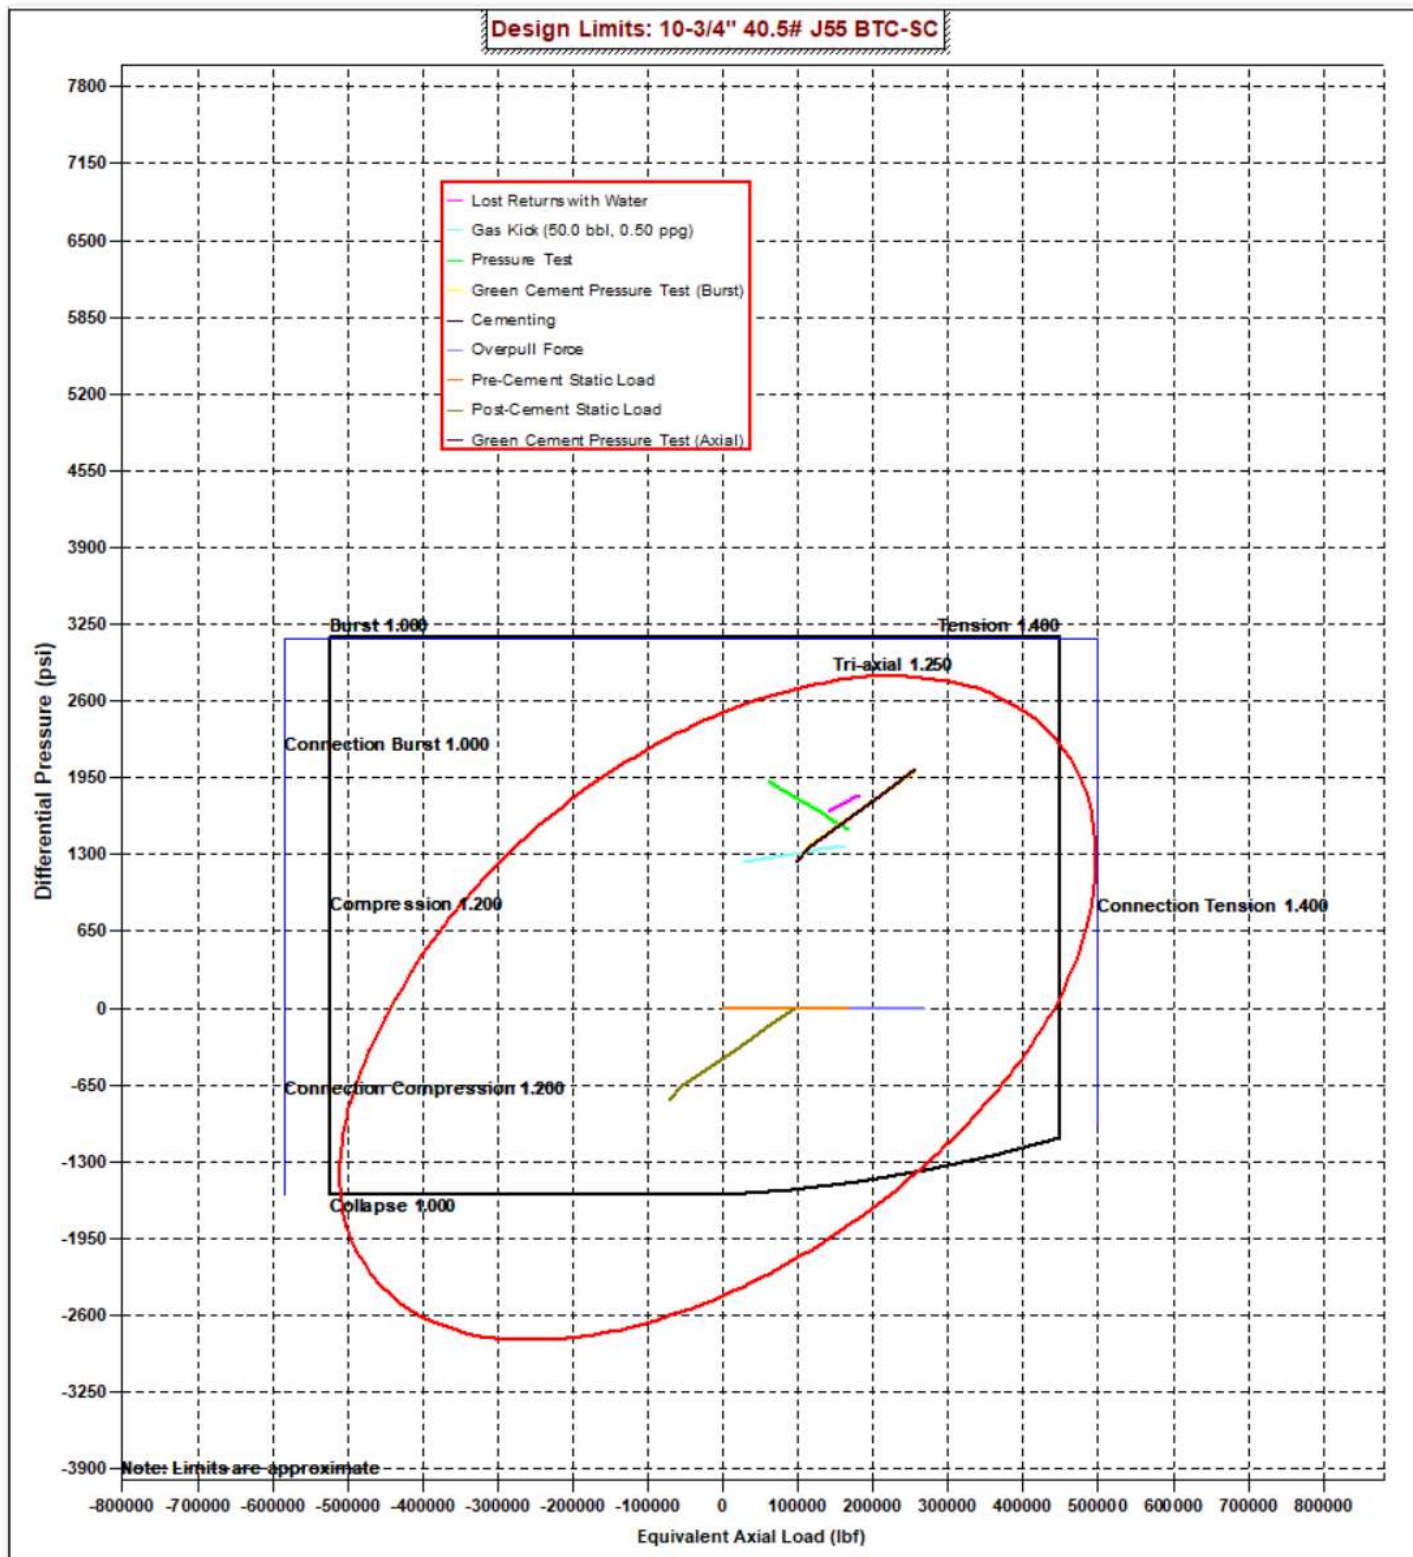 Design Limits: 10-3/4" 40.5# J55 BTC-SC
7800
7150
6500
5850
5200
4550
3900
3250
2600
1950
1300
650
0
-650
-1300
-1950
-2600
-3250
-3900
Differential Pressure (psi)
Lost Returns with Water
Gas Kick (50.0 bbl, 0.50 ppg)
Pressure Test
Green Cement Pressure Test (Burst)
Cementing
Overpull Force
Pre-Cement Static Load
Post-Cement Static Load
Green Cement Pressure Test (Axial)
Burst 1.000
Tension 1.400
Tri-axial 1.250
Connection Burst 1.000
Compression 1.200
Connection Tension 1.400
Connection Compression 1.200
Collapse 1.000
Note: Limits are approximate
-800000 -700000 -600000 -500000 -400000 -300000 -200000 -100000 0 100000 200000 300000 400000 500000 600000 700000 800000
Equivalent Axial Load (lbf)